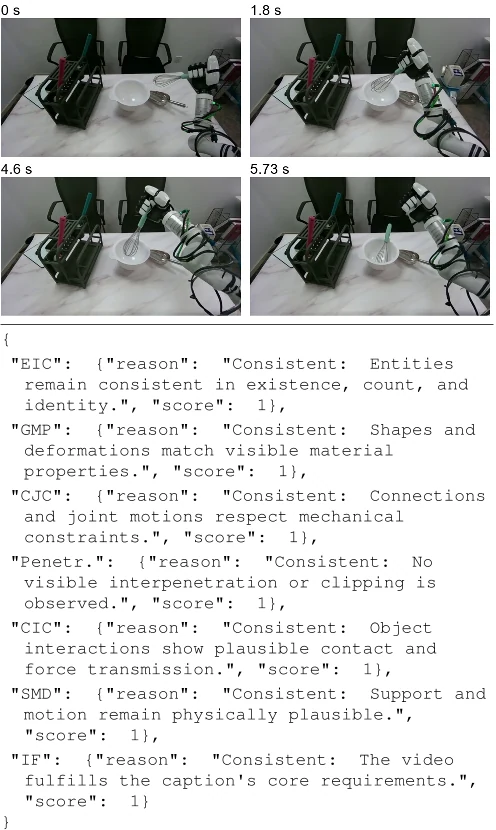 0 s
1.8 s
4.6 s
5.73 s
{
"EIC": {"reason": "Consistent: Entities
remain consistent in existence, count, and
identity.", "score": 1},
"GMP": {"reason": "Consistent: Shapes and
deformations match visible material
properties.", "score": 1},
"CJC": {"reason": "Consistent: Connections
and joint motions respect mechanical
constraints.", "score": 1},
"Penetr.": {"reason": "Consistent: No
visible interpenetration or clipping is
observed.", "score": 1},
"CIC": {"reason": "Consistent: Object
interactions show plausible contact and
force transmission.", "score": 1},
"SMD": {"reason": "Consistent: Support and
motion remain physically plausible.",
"score": 1},
"IF": {"reason": "Consistent: The video
fulfills the caption's core requirements.",
"score": 1}
}